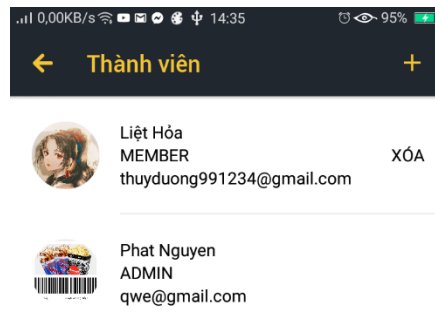 0,00KB/s 14:35 95%
Thành viên
Liệt Hỏa
MEMBER
XÓA
thuyduong991234@gmail.com
Phat Nguyen
ADMIN
qwe@gmail.com